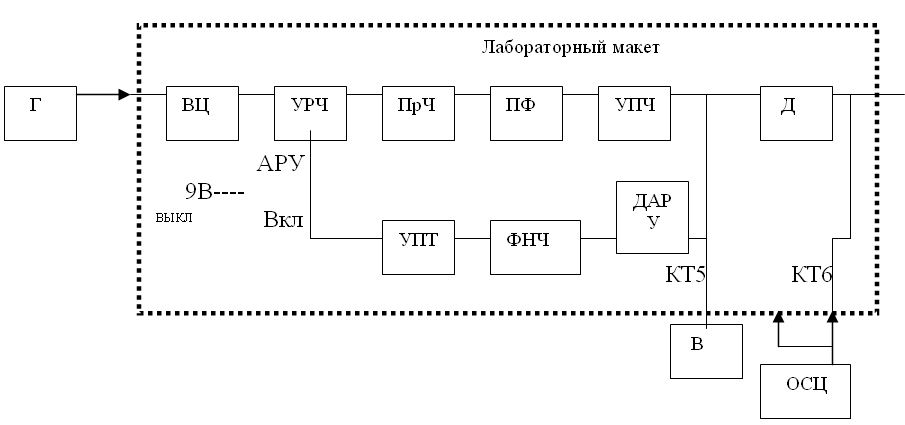 Лабораторный макет
Г
ВЦ
УРЧ
ПрЧ
ПФ
УПЧ
Д
АРУ
9В----
выкл
Вкл
УПТ
ФНЧ
ДАР
У
КТ5
КТ6
В
ОСЦ